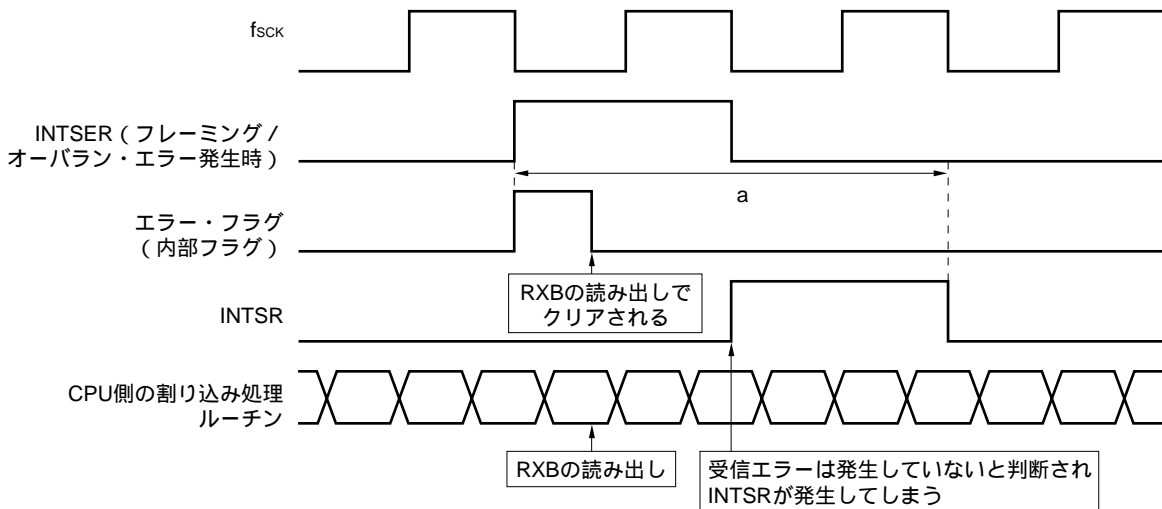 fSCK
INTSER（フレーミング/
オーバラン・エラー発生時）
a
エラー・フラグ
（内部フラグ）
RXBの読み出しで
クリアされる
INTSR
CPU側の割り込み処理
ルーチン
RXBの読み出し
受信エラーは発生していないと判断され
INTSRが発生してしまう